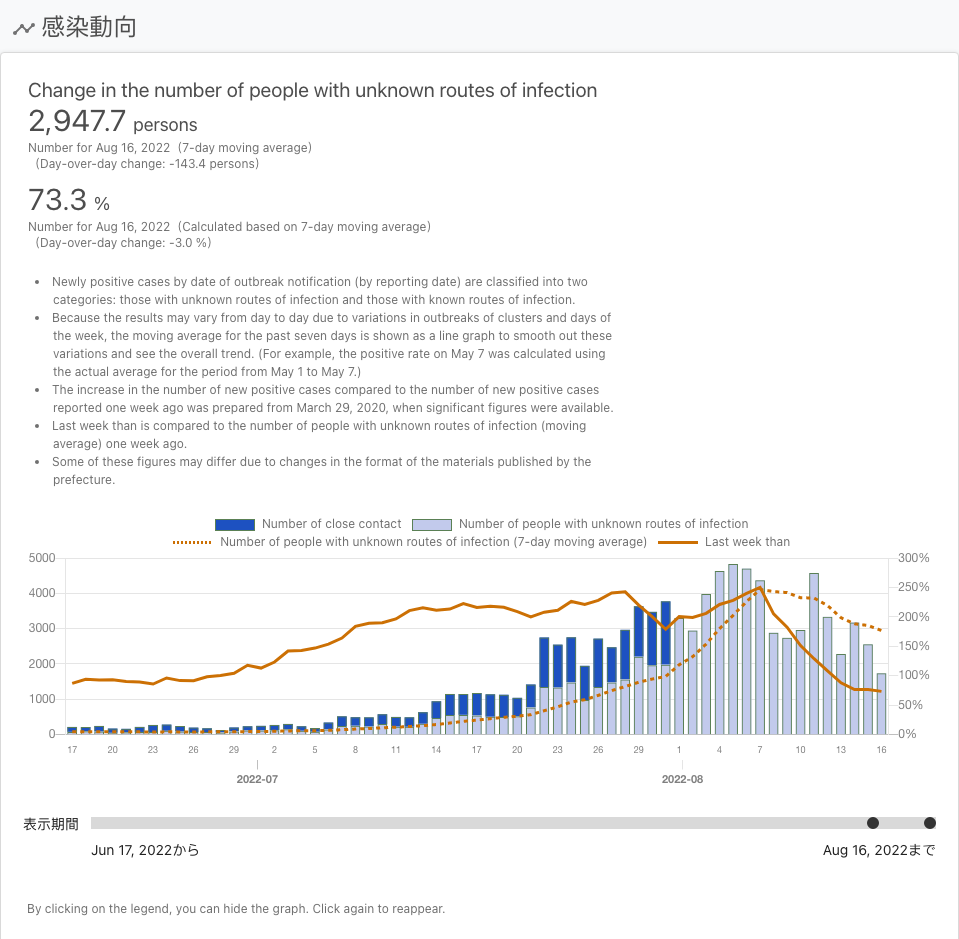 感染動向
Change in the number of people with unknown routes of infection
2,947.7 persons
Number for Aug 16, 2022 (7-day moving average)
(Day-over-day change: -143.4 persons)
73.3 %
Number for Aug 16, 2022 (Calculated based on 7-day moving average)
(Day-over-day change: -3.0 %)
• Newly positive cases by date of outbreak notification (by reporting date) are classified into two
categories: those with unknown routes of infection and those with known routes of infection.
• Because the results may vary from day to day due to variations in outbreaks of clusters and days of
the week, the moving average for the past seven days is shown as a line graph to smooth out these
variations and see the overall trend. (For example, the positive rate on May 7 was calculated using
the actual average for the period from May 1 to May 7.)
• The increase in the number of new positive cases compared to the number of new positive cases
reported one week ago was prepared from March 29, 2020, when significant figures were available.
• Last week than is compared to the number of people with unknown routes of infection (moving
average) one week ago.
• Some of these figures may differ due to changes in the format of the materials published by the
prefecture.
Number of close contact Number of people with unknown routes of infection
Number of people with unknown routes of infection (7-day moving average) Last week than
5000 300%
4000 250%
3000 200%
2000 150%
1000 100%
0 50%
0%
17 20 23 26 29 2 5 8 11 14 17 20 23 26 29 1 4 7 10 13 16
2022-07 2022-08
表示期間
Jun 17, 2022から Aug 16, 2022まで
By clicking on the legend, you can hide the graph. Click again to reappear.